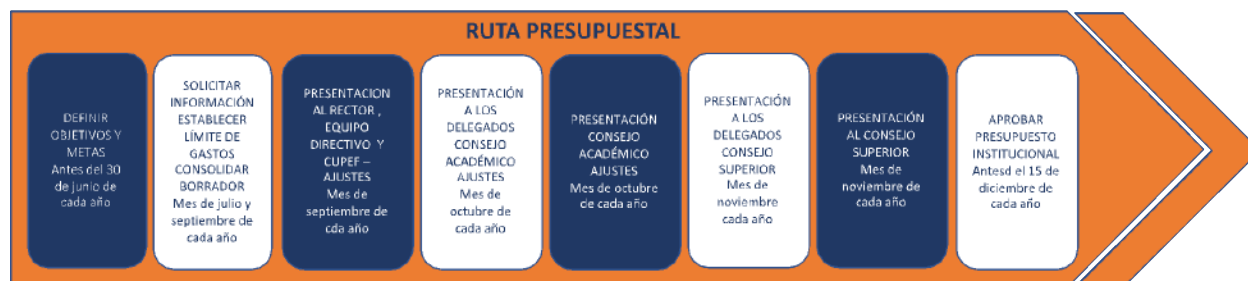 RUTA PRESUPUESTAL
DEFINIR
OBJETIVOS Y
METAS
Antes del 30
de junio de
cada año
SOLICITAR
INFORMACIÓN
ESTABLECER
LÍMITE DE
GASTOS
CONSOLIDAR
BORRADOR
Mes de julio y
septiembre de
cada año
PRESENTACION
AL RECTOR ,
EQUIPO
DIRECTIVO Y
CUPEF –
AJUSTES
Mes de
septiembre de
cda año
PRESENTACIÓN
A LOS
DELEGADOS
CONSEJO
ACADÉMICO
AJUSTES
Mes de
octubre de
cada año
PRESENTACIÓN
CONSEJO
ACADÉMICO
AJUSTES
Mes de octubre
de cada año
PRESENTACIÓN
A LOS
DELEGADOS
CONSEJO
SUPERIOR
Mes de
noviembre
cada año
PRESENTACIÓN
AL CONSEJO
SUPERIOR
Mes de
noviembre de
cada año
APROBAR
PRESUPUESTO
INSTITUCIONAL
Antesd el 15 de
diciembre de
cada año